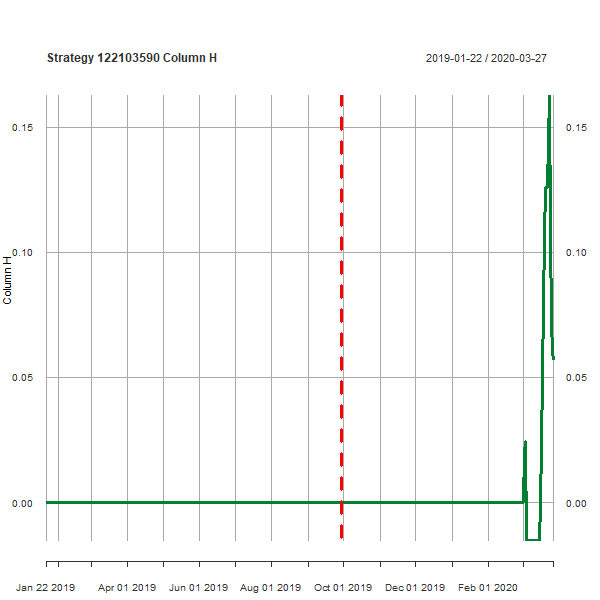 Strategy 122103590 Column H 2019-01-22 / 2020-03-27
0.15 0.15
0.10 0.10
Column H
0.05 0.05
0.00 0.00
Jan 22 2019 Apr 01 2019 Jun 01 2019 Aug 01 2019 Oct 01 2019 Dec 01 2019 Feb 01 2020